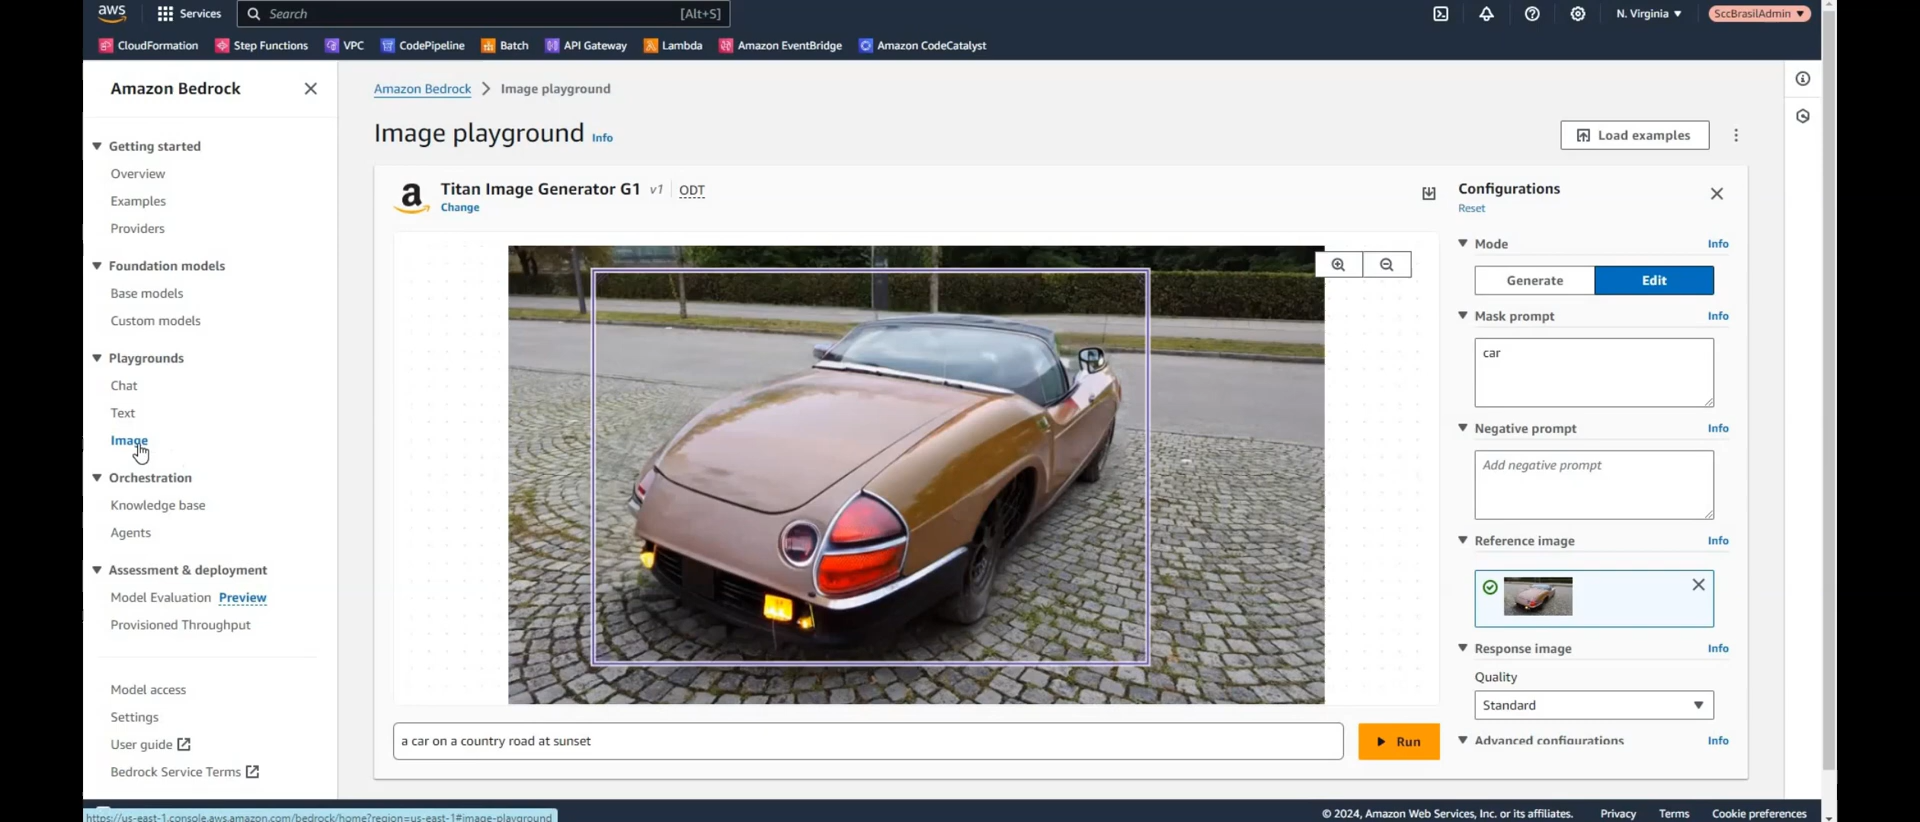 aws
Services
Search
[Alt+S]
N. Virginia
SccBrasilAdmin
CloudFormation
Step Functions
VPC
CodePipeline
Batch
API Gateway
Lambda
Amazon EventBridge
Amazon CodeCatalyst
Amazon Bedrock
Getting started
Overview
Examples
Providers
Foundation models
Base models
Custom models
Playgrounds
Chat
Text
Image
Orchestration
Knowledge base
Agents
Assessment & deployment
Model Evaluation Preview
Provisioned Throughput
Model access
Settings
User guide
Bedrock Service Terms
Amazon Bedrock > Image playground
Image playground Info
Load examples
Titan Image Generator G1 v1 | ODT
Change
a car on a country road at sunset
Run
Configurations
Reset
Mode Info
Generate
Edit
Mask prompt Info
car
Negative prompt Info
Add negative prompt
Reference image Info
Response image Info
Quality
Standard
Advanced configurations Info
https://us-east-1.console.aws.amazon.com/bedrock/home?region=us-east-1#image-playground
© 2024, Amazon Web Services, Inc. or its affiliates.
Privacy
Terms
Cookie preferences